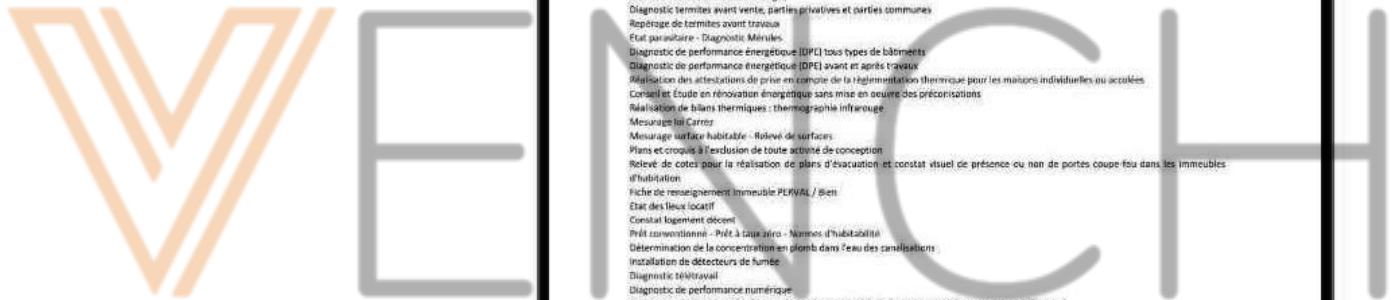 VENCH
Diagnostic termites avant vente, parties privatives et parties communes
Repérage de termites avant travaux
Etat parasitaire - Diagnostic Mérules
Diagnostic de performance énergétique (DPE) tous types de bâtiments
Diagnostic de performance énergétique (DPE) avant et après travaux
Réalisation des attestations de prise en compte de la règlementation thermique pour les maisons individuelles ou accolées
Conseil et Étude en rénovation énergétique sans mise en oeuvre des préconisations
Réalisation de bilans thermiques : thermographie infrarouge
Mesurage loi Carrez
Mesurage surface habitable - Relevé de surfaces
Plans et croquis à l'exclusion de toute activité de conception
Relevé de cotes pour la réalisation de plans d'évacuation et constat visuel de présence ou non de portes coupe-feu dans les immeubles
d'habitation
Fiche de renseignement immeuble PERVAL / Bien
Etat des lieux locatif
Constat logement décent
Prêt conventionné - Prêt à taux zéro - Normes d'habitabilité
Détermination de la concentration en plomb dans l'eau des canalisations
Installation de détecteurs de fumée
Diagnostic télétravail
Diagnostic de performance numérique